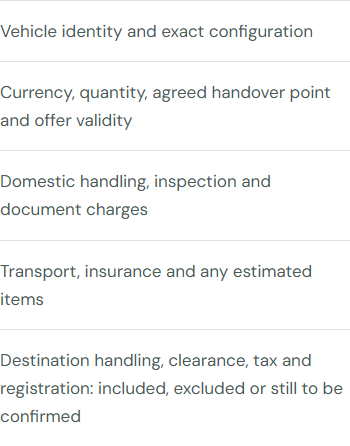 Vehicle identity and exact configuration
Currency, quantity, agreed handover point
and offer validity
Domestic handling, inspection and
document charges
Transport, insurance and any estimated
items
Destination handling, clearance, tax and
registration: included, excluded or still to be
confirmed